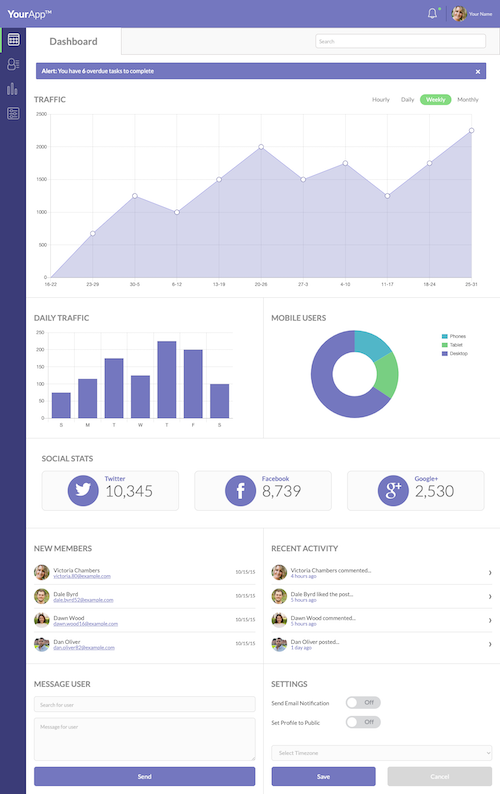 YourApp™
Your Name
Dashboard
Search
Alert: You have 6 overdue tasks to complete
×
TRAFFIC
Hourly Daily Weekly Monthly
2500
2000
1500
1000
500
0
16-22 23-29 30-5 6-12 13-19 20-26 27-3 4-10 11-17 18-24 25-31
DAILY TRAFFIC
250
200
150
100
50
0
S M T W T F S
MOBILE USERS
Phones
Tablet
Desktop
SOCIAL STATS
Twitter
10,345
Facebook
8,739
Google+
2,530
NEW MEMBERS
Victoria Chambers
victoria.80@example.com
10/15/15
Dale Byrd
dale.byrd52@example.com
10/15/15
Dawn Wood
dawn.wood16@example.com
10/15/15
Dan Oliver
dan.oliver82@example.com
10/15/15
RECENT ACTIVITY
Victoria Chambers commented...
4 hours ago
Dale Byrd liked the post...
5 hours ago
Dawn Wood commented...
5 hours ago
Dan Oliver posted...
1 day ago
MESSAGE USER
Search for user
Message for user
Send
SETTINGS
Send Email Notification Off
Set Profile to Public Off
Select Timezone
Save Cancel